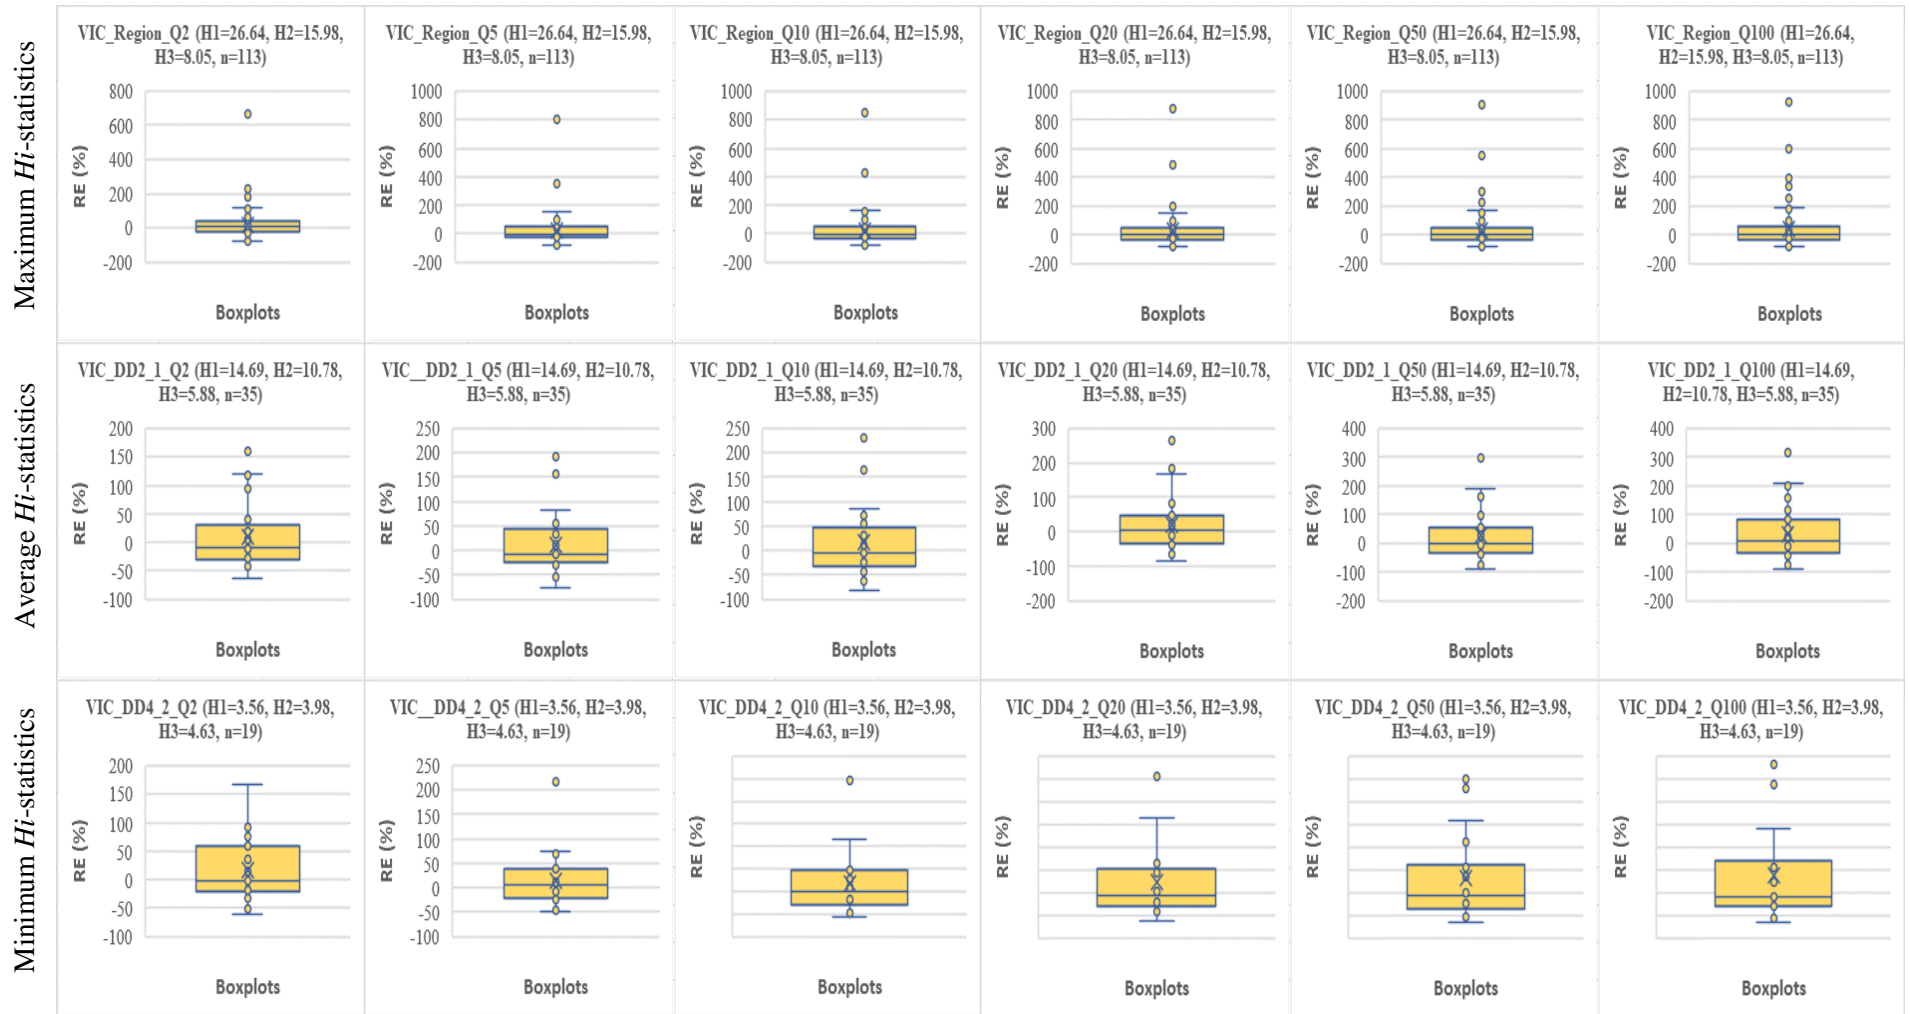 Maximum Hi-statistics
VIC_Region_Q2 (H1=26.64, H2=15.98,
H3=8.05, n=113)
800
600
400
200
0
-200
RE (%)
Boxplots
VIC_Region_Q5 (H1=26.64, H2=15.98,
H3=8.05, n=113)
1000
800
600
400
200
0
-200
RE (%)
Boxplots
VIC_Region_Q10 (H1=26.64, H2=15.98,
H3=8.05, n=113)
1000
800
600
400
200
0
-200
RE (%)
Boxplots
VIC_Region_Q20 (H1=26.64, H2=15.98,
H3=8.05, n=113)
1000
800
600
400
200
0
-200
RE (%)
Boxplots
VIC_Region_Q50 (H1=26.64, H2=15.98,
H3=8.05, n=113)
1000
800
600
400
200
0
-200
RE (%)
Boxplots
VIC_Region_Q100 (H1=26.64,
H2=15.98, H3=8.05, n=113)
1000
800
600
400
200
0
-200
RE (%)
Boxplots
Average Hi-statistics
VIC_DD2_1_Q2 (H1=14.69, H2=10.78,
H3=5.88, n=35)
200
150
100
50
0
-50
-100
RE (%)
Boxplots
VIC__DD2_1_Q5 (H1=14.69, H2=10.78,
H3=5.88, n=35)
250
200
150
100
50
0
-50
-100
RE (%)
Boxplots
VIC_DD2_1_Q10 (H1=14.69, H2=10.78,
H3=5.88, n=35)
250
200
150
100
50
0
-50
-100
RE (%)
Boxplots
VIC_DD2_1_Q20 (H1=14.69, H2=10.78,
H3=5.88, n=35)
300
200
100
0
-100
-200
RE (%)
Boxplots
VIC_DD2_1_Q50 (H1=14.69, H2=10.78,
H3=5.88, n=35)
400
300
200
100
0
-100
-200
RE (%)
Boxplots
VIC_DD2_1_Q100 (H1=14.69,
H2=10.78, H3=5.88, n=35)
400
300
200
100
0
-100
-200
RE (%)
Boxplots
Minimum Hi-statistics
VIC_DD4_2_Q2 (H1=3.56, H2=3.98,
H3=4.63, n=19)
200
150
100
50
0
-50
-100
RE (%)
Boxplots
VIC__DD4_2_Q5 (H1=3.56, H2=3.98,
H3=4.63, n=19)
250
200
150
100
50
0
-50
-100
RE (%)
Boxplots
VIC_DD4_2_Q10 (H1=3.56, H2=3.98,
H3=4.63, n=19)
RE (%)
Boxplots
VIC_DD4_2_Q20 (H1=3.56, H2=3.98,
H3=4.63, n=19)
RE (%)
Boxplots
VIC_DD4_2_Q50 (H1=3.56, H2=3.98,
H3=4.63, n=19)
RE (%)
Boxplots
VIC_DD4_2_Q100 (H1=3.56, H2=3.98,
H3=4.63, n=19)
RE (%)
Boxplots